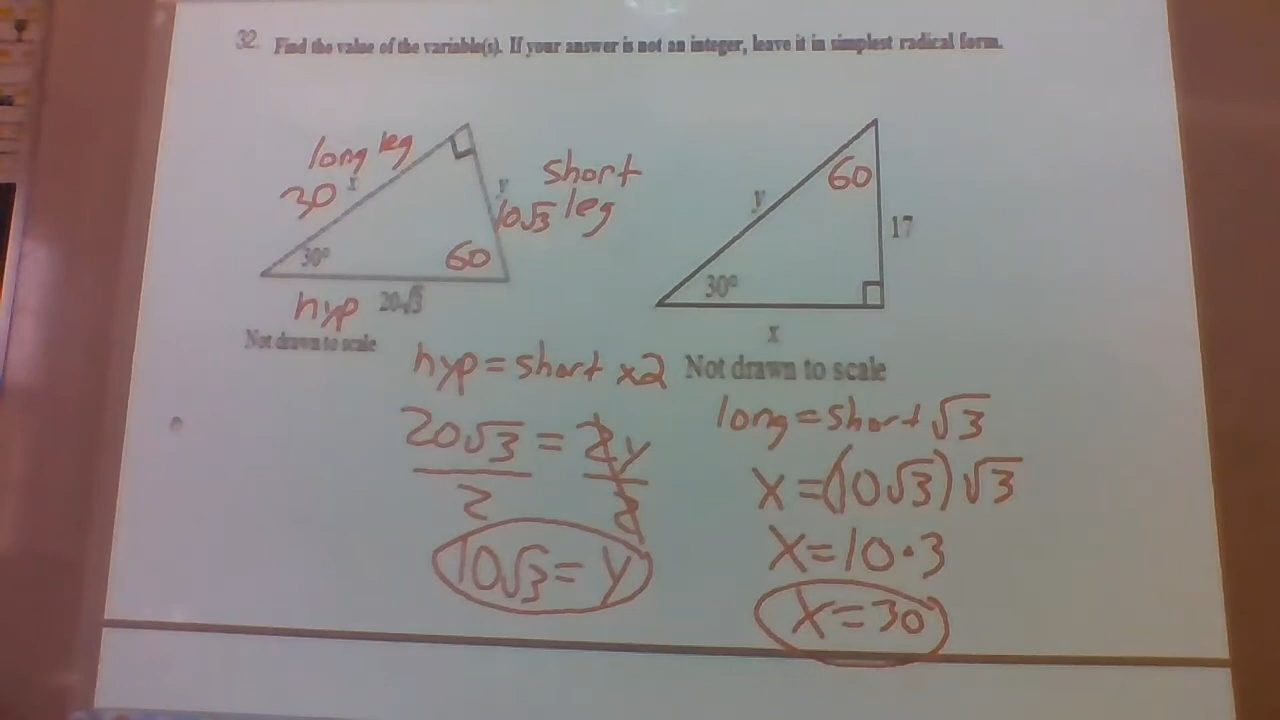 32. Find the value of the variable(s). If your answer is not an integer, leave it in simplest radical form.
long leg
30
x
y
short
10√3 leg
30°
60
hyp
20√3
Not drawn to scale
60
y
17
30°
x
Not drawn to scale
hyp = short x2
20√3 = 2y
2 2
10√3 = y
long = short √3
x = (10√3)√3
x = 10·3
x = 30